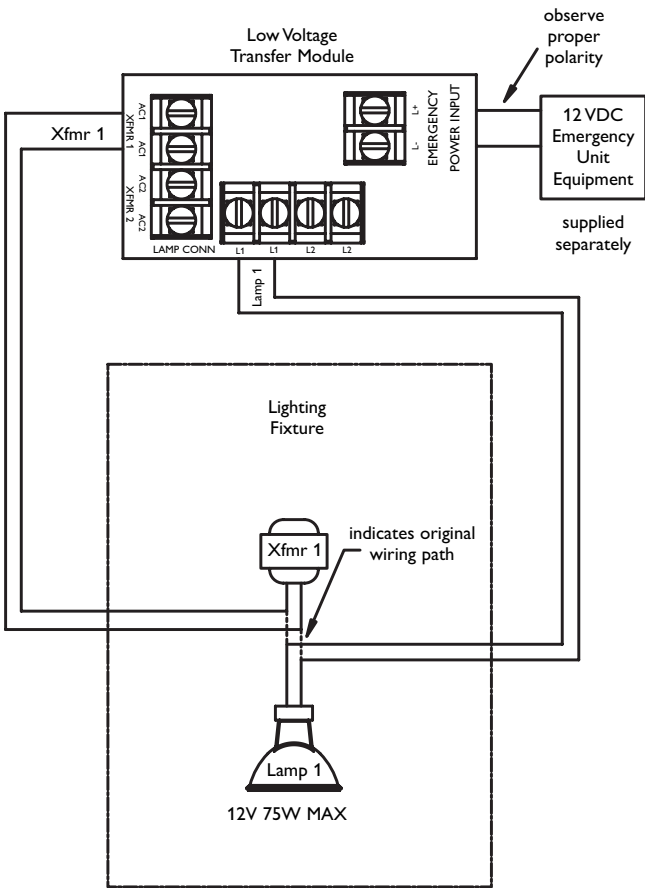 Low Voltage
Transfer Module
observe
proper
polarity
AC1
AC1
AC2
AC2
XFMR 1
XFMR 2
Xfmr 1
L+
L-
EMERGENCY
POWER INPUT
12 VDC
Emergency
Unit
Equipment
supplied
separately
LAMP CONN
L1
L1
L2
L2
Lamp 1
Lighting
Fixture
Xfmr 1
indicates original
wiring path
Lamp 1
12V 75W MAX